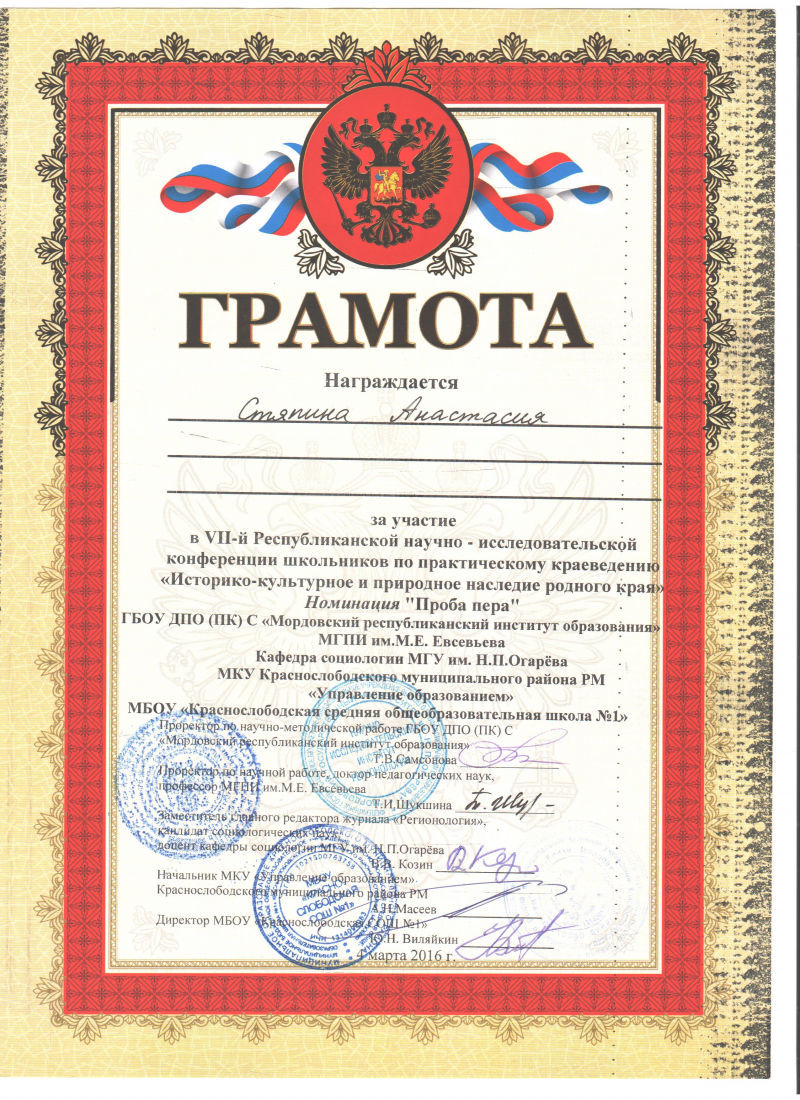 ГРАМОТА
Награждается
Стяпина Анастасия
за участие
в VII-й Республиканской научно - исследовательской
конференции школьников по практическому краеведению
«Историко-культурное и природное наследие родного края»
Номинация "Проба пера"
ГБОУ ДПО (ПК) С «Мордовский республиканский институт образования»
МГПИ им.М.Е. Евсевьева
Кафедра социологии МГУ им. Н.П.Огарёва
МКУ Краснослободского муниципального района РМ
«Управление образованием»
МБОУ «Краснослободская средняя общеобразовательная школа №1»
Проректор по научно-методической работе ГБОУ ДПО (ПК) С
«Мордовский республиканский институт образования»
Г.В.Самсонова
Проректор по научной работе, доктор педагогических наук,
профессор МГПИ им.М.Е. Евсевьева
Т.И.Шукшина
Заместитель главного редактора журнала «Регионология»,
кандидат социологических наук,
доцент кафедры социологии МГУ им. Н.П.Огарёва
В.В. Козин
Начальник МКУ «Управление образованием»
Краснослободского муниципального района РМ
А.Н.Масеев
Директор МБОУ «Краснослободская СОШ №1»
Ю.Н. Виляйкин
4 марта 2016 г.
МБОУ
«КРАСНО-
СЛОБОДСКАЯ
СОШ №1»